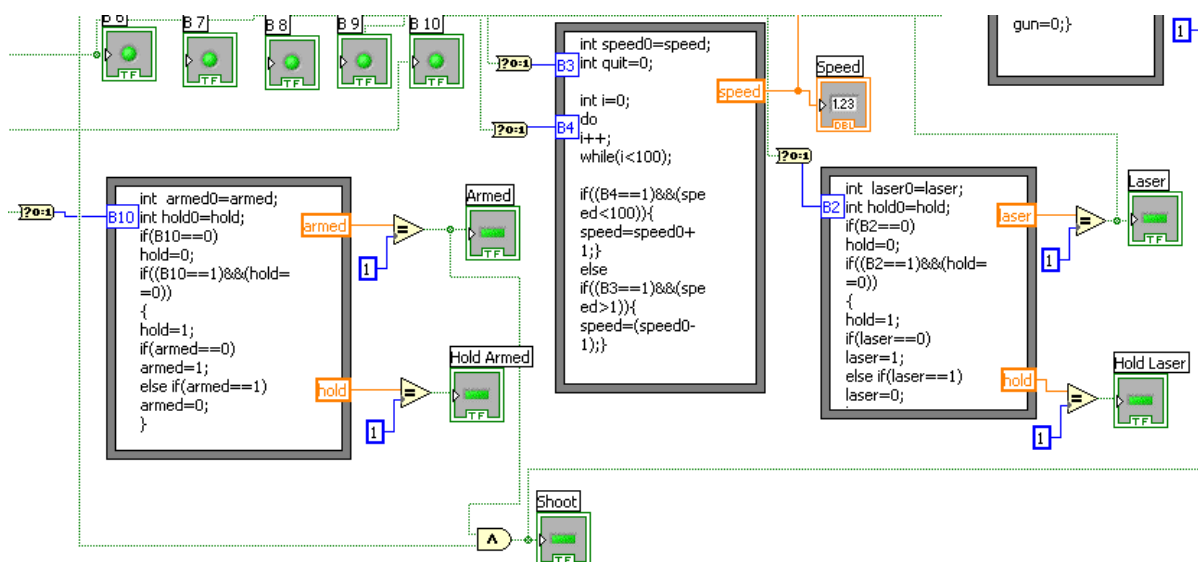 B 6
B 7
B 8
B 9
B 10
TF
TF
TF
TF
TF
?0:1
B3
?0:1
B4
int speed0=speed;
int quit=0;
int i=0;
do
i++;
while(i<100);
if((B4==1)&&(spe
ed<100)){
speed=speed0+
1;}
else
if((B3==1)&&(spe
ed>1)){
speed=(speed0-
1);}
speed
Speed
1.23
DBL
gun=0;}
1
?0:1
B10
int armed0=armed;
int hold0=hold;
if(B10==0)
hold=0;
if((B10==1)&&(hold=
=0))
{
hold=1;
if(armed==0)
armed=1;
else if(armed==1)
armed=0;
}
armed
=
1
Armed
TF
hold
=
1
Hold Armed
TF
?0:1
B2
int laser0=laser;
int hold0=hold;
if(B2==0)
hold=0;
if((B2==1)&&(hold=
=0))
{
hold=1;
if(laser==0)
laser=1;
else if(laser==1)
laser=0;
laser
=
1
Laser
TF
hold
=
1
Hold Laser
TF
Shoot
TF